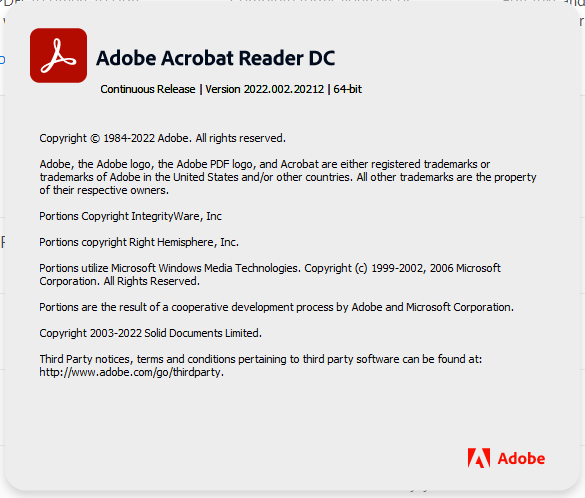 Adobe Acrobat Reader DC
Continuous Release | Version 2022.002.20212 | 64-bit
Copyright © 1984-2022 Adobe. All rights reserved.
Adobe, the Adobe logo, the Adobe PDF logo, and Acrobat are either registered trademarks or
trademarks of Adobe in the United States and/or other countries. All other trademarks are the property
of their respective owners.
Portions Copyright IntegrityWare, Inc
Portions copyright Right Hemisphere, Inc.
Portions utilize Microsoft Windows Media Technologies. Copyright (c) 1999-2002, 2006 Microsoft
Corporation. All Rights Reserved.
Portions are the result of a cooperative development process by Adobe and Microsoft Corporation.
Copyright 2003-2022 Solid Documents Limited.
Third Party notices, terms and conditions pertaining to third party software can be found at:
http://www.adobe.com/go/thirdparty.
Adobe